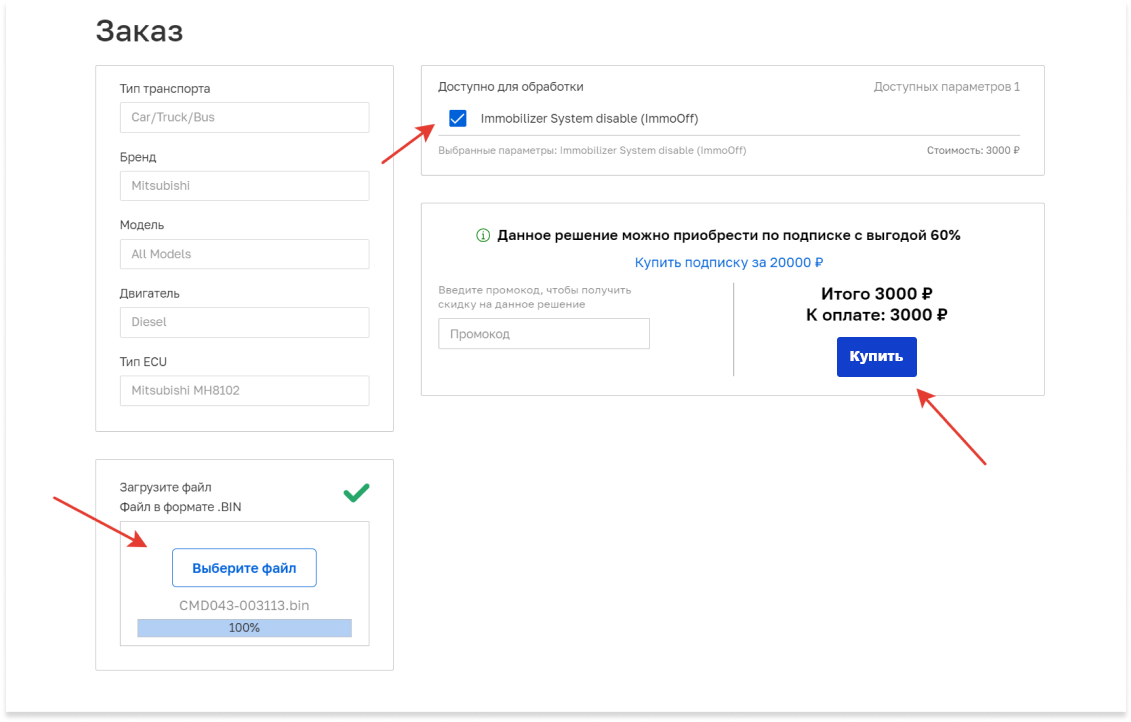 Заказ
Тип транспорта
Car/Truck/Bus
Бренд
Mitsubishi
Модель
All Models
Двигатель
Diesel
Тип ECU
Mitsubishi MH8102
Загрузите файл
Файл в формате .BIN
Выберите файл
CMD043-003113.bin
100%
Доступно для обработки
Доступных параметров 1
Immobilizer System disable (ImmoOff)
Выбранные параметры: Immobilizer System disable (ImmoOff)
Стоимость: 3000 ₽
Данное решение можно приобрести по подписке с выгодой 60%
Купить подписку за 20000 ₽
Введите промокод, чтобы получить
скидку на данное решение
Промокод
Итого 3000 ₽
К оплате: 3000 ₽
Купить